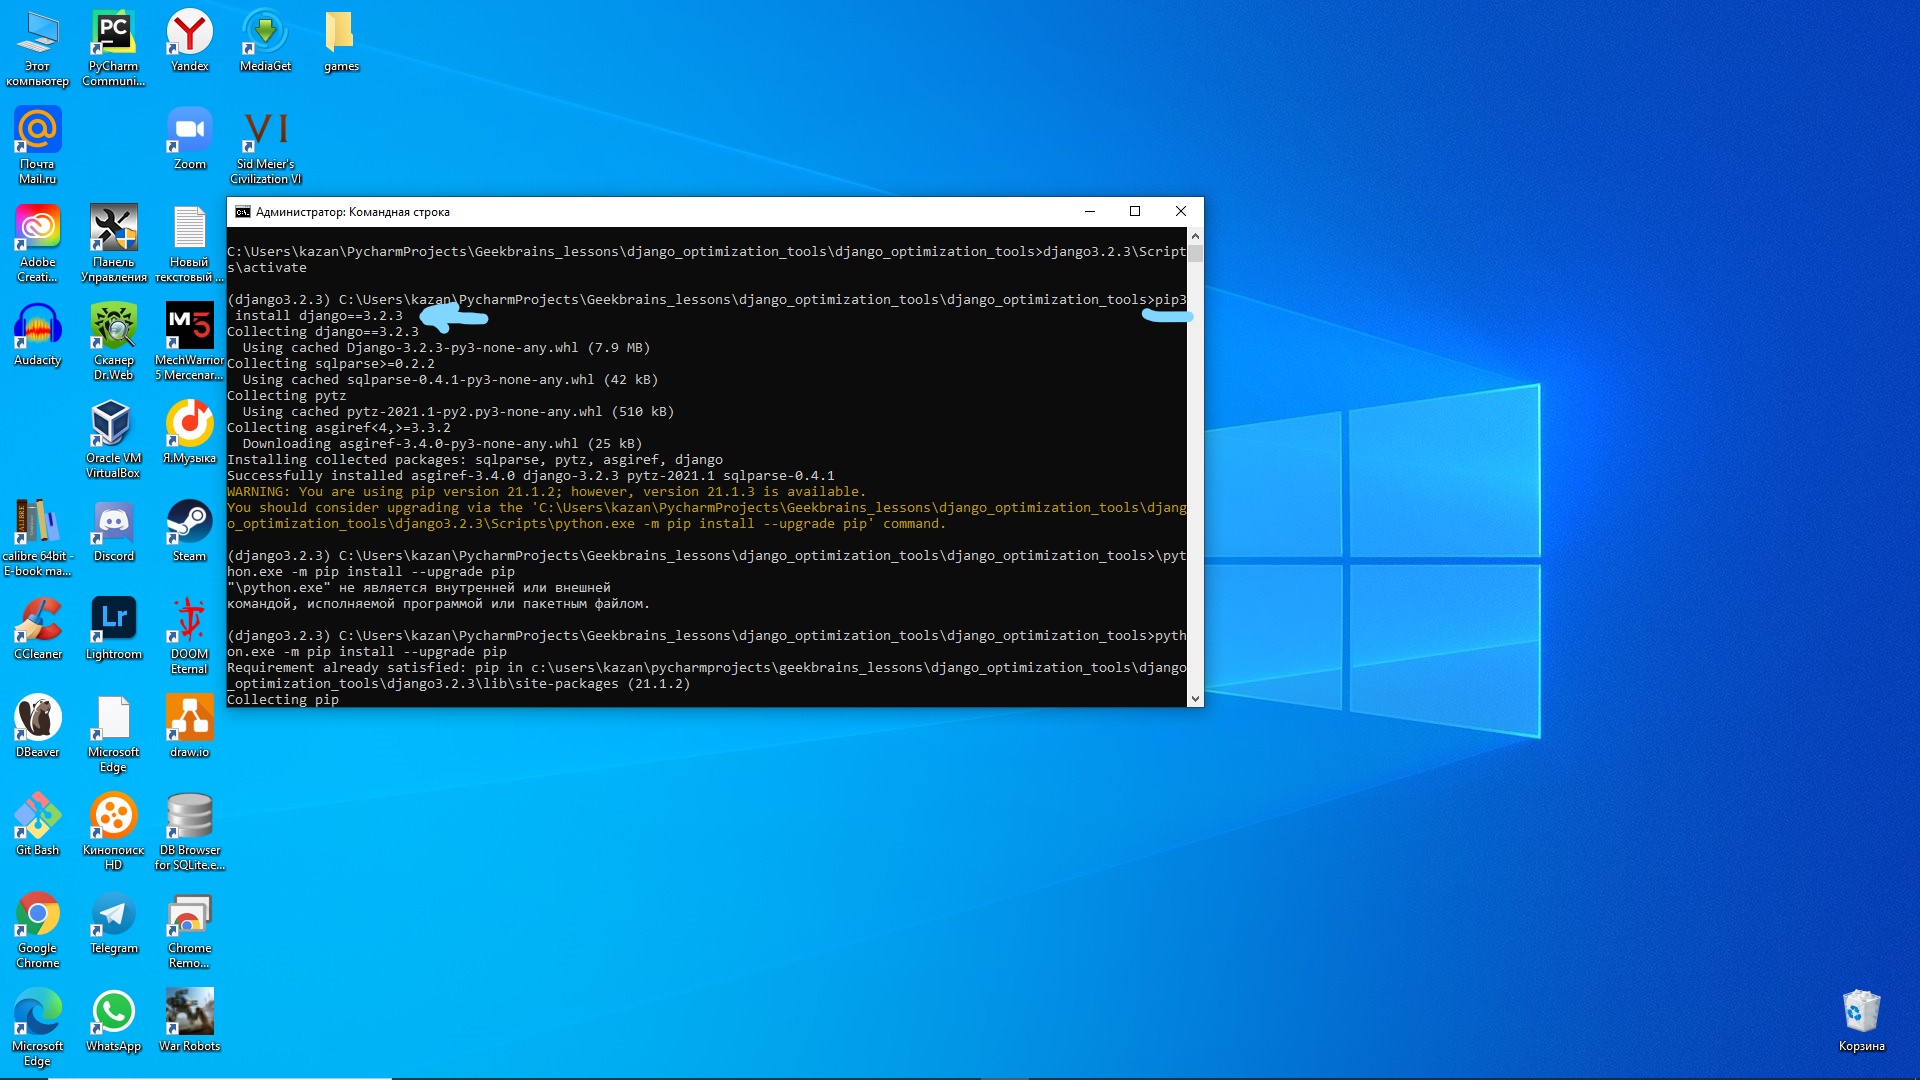 Этот
компьютер
PC
PyCharm
Communi...
Yandex
MediaGet
games
Почта
Mail.ru
Zoom
VI
Sid Meier's
Civilization VI
Adobe
Creati...
Панель
Управления
Новый
текстовый ...
Audacity
Сканер
Dr.Web
M5
MechWarrior
5 Mercenar...
Oracle VM
VirtualBox
Я.Музыка
CALIBRE
calibre 64bit -
E-book ma...
Discord
Steam
CCleaner
Lr
Lightroom
DOOM
Eternal
DBeaver
Microsoft
Edge
draw.io
Git Bash
Кинопоиск
HD
DB Browser
for SQLite.e...
Google
Chrome
Telegram
Chrome
Remo...
Microsoft
Edge
WhatsApp
War Robots
Корзина
Администратор: Командная строка
C:\Users\kazan\PycharmProjects\Geekbrains_lessons\django_optimization_tools\django_optimization_tools>django3.2.3\Script
s\activate
(django3.2.3) C:\Users\kazan\PycharmProjects\Geekbrains_lessons\django_optimization_tools\django_optimization_tools>pip3
install django==3.2.3
Collecting django==3.2.3
Using cached Django-3.2.3-py3-none-any.whl (7.9 MB)
Collecting sqlparse>=0.2.2
Using cached sqlparse-0.4.1-py3-none-any.whl (42 kB)
Collecting pytz
Using cached pytz-2021.1-py2.py3-none-any.whl (510 kB)
Collecting asgiref<4,>=3.3.2
Downloading asgiref-3.4.0-py3-none-any.whl (25 kB)
Installing collected packages: sqlparse, pytz, asgiref, django
Successfully installed asgiref-3.4.0 django-3.2.3 pytz-2021.1 sqlparse-0.4.1
WARNING: You are using pip version 21.1.2; however, version 21.1.3 is available.
You should consider upgrading via the 'C:\Users\kazan\PycharmProjects\Geekbrains_lessons\django_optimization_tools\djang
o_optimization_tools\django3.2.3\Scripts\python.exe -m pip install --upgrade pip' command.
(django3.2.3) C:\Users\kazan\PycharmProjects\Geekbrains_lessons\django_optimization_tools\django_optimization_tools>\pyt
hon.exe -m pip install --upgrade pip
"\python.exe" не является внутренней или внешней
командой, исполняемой программой или пакетным файлом.
(django3.2.3) C:\Users\kazan\PycharmProjects\Geekbrains_lessons\django_optimization_tools\django_optimization_tools>pyth
on.exe -m pip install --upgrade pip
Requirement already satisfied: pip in c:\users\kazan\pycharmprojects\geekbrains_lessons\django_optimization_tools\django
_optimization_tools\django3.2.3\lib\site-packages (21.1.2)
Collecting pip